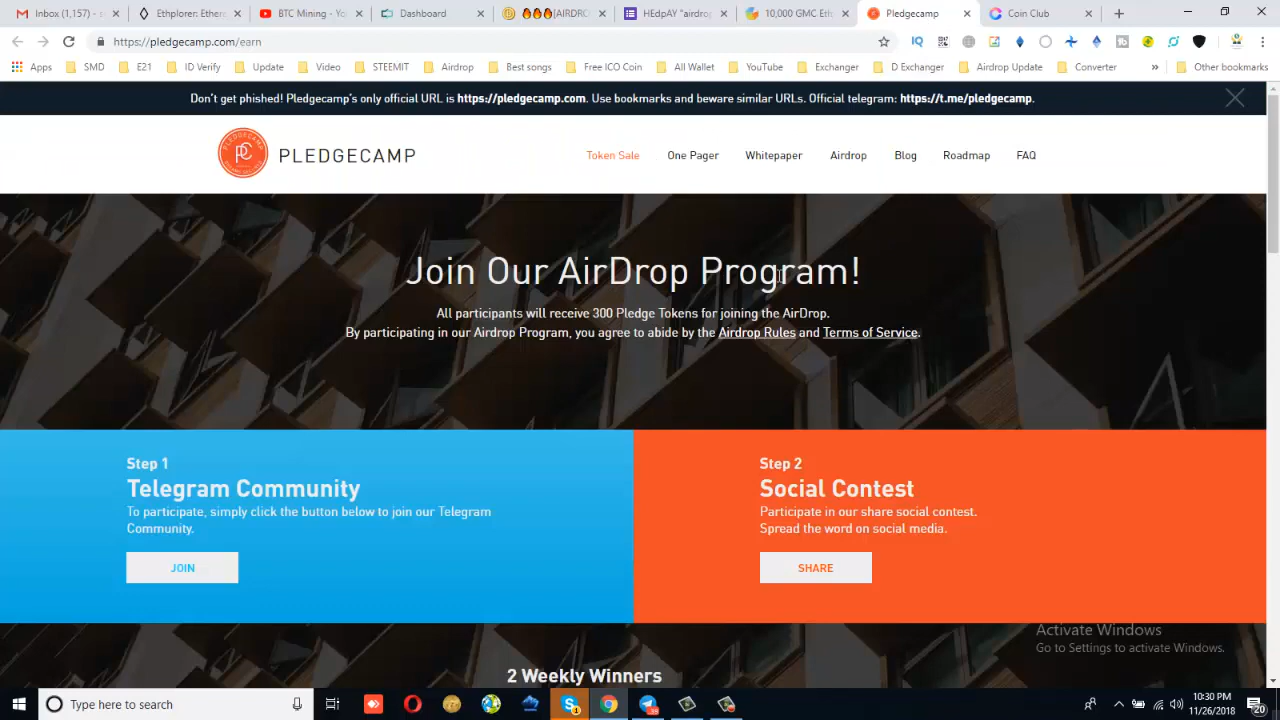 Inbox (1,157) - s
Ethplorer: Ethere
BTC Mining - Yo
Dashboard
[AIRDRO
HEdpAY "airdrop
10,000 GMC Eth
Pledgecamp
Coin Club
https://pledgecamp.com/earn
Apps
SMD
E21
ID Verify
Update
Video
STEEMIT
Airdrop
Best songs
Free ICO Coin
All Wallet
YouTube
Exchanger
D Exchanger
Airdrop Update
Converter
»
Other bookmarks
Don't get phished! Pledgecamp's only official URL is https://pledgecamp.com. Use bookmarks and beware similar URLs. Official telegram: https://t.me/pledgecamp.
PLEDGECAMP
Token Sale
One Pager
Whitepaper
Airdrop
Blog
Roadmap
FAQ
Join Our AirDrop Program!
All participants will receive 300 Pledge Tokens for joining the AirDrop.
By participating in our Airdrop Program, you agree to abide by the Airdrop Rules and Terms of Service.
Step 1
Telegram Community
To participate, simply click the button below to join our Telegram
Community.
JOIN
Step 2
Social Contest
Participate in our share social contest.
Spread the word on social media.
SHARE
2 Weekly Winners
Activate Windows
Go to Settings to activate Windows.
Type here to search
10:30 PM
11/26/2018
20